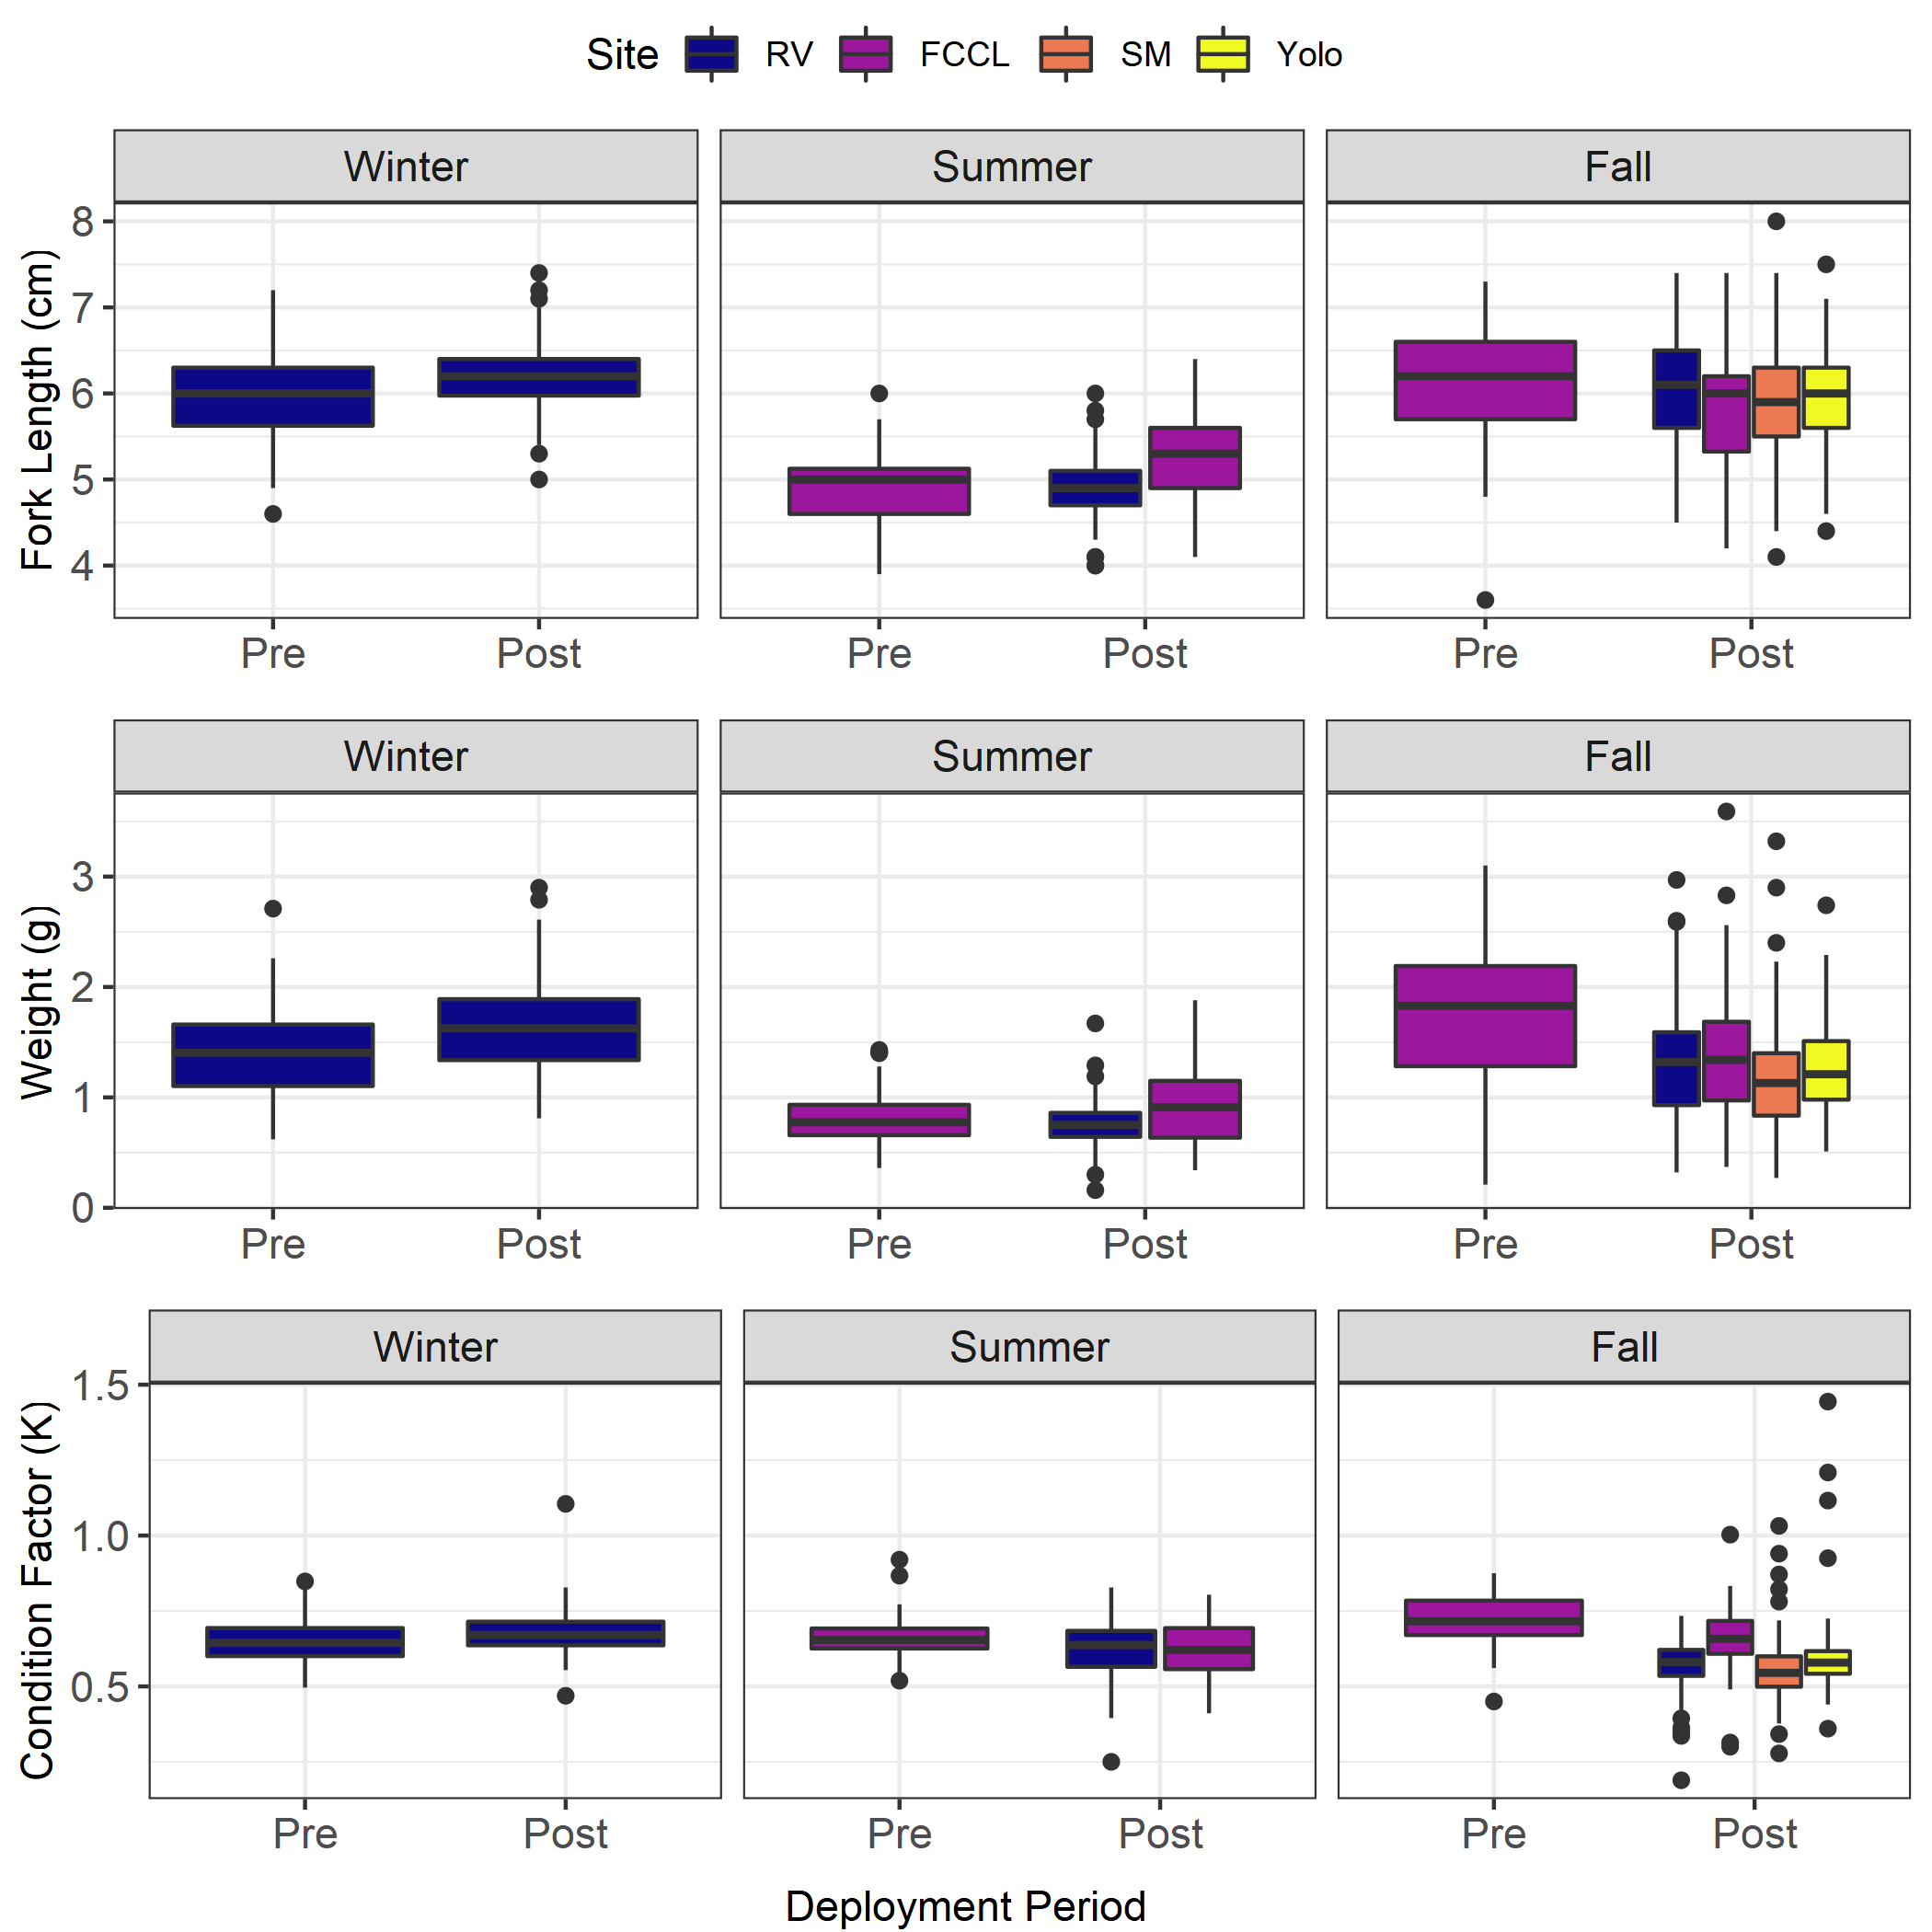 Site RV FCCL SM Yolo
Winter Summer Fall
Fork Length (cm)
8
7
6
5
4
Pre Post Pre Post Pre Post
Winter Summer Fall
Weight (g)
3
2
1
0
Pre Post Pre Post Pre Post
Winter Summer Fall
Condition Factor (K)
1.5
1.0
0.5
Pre Post Pre Post Pre Post
Deployment Period